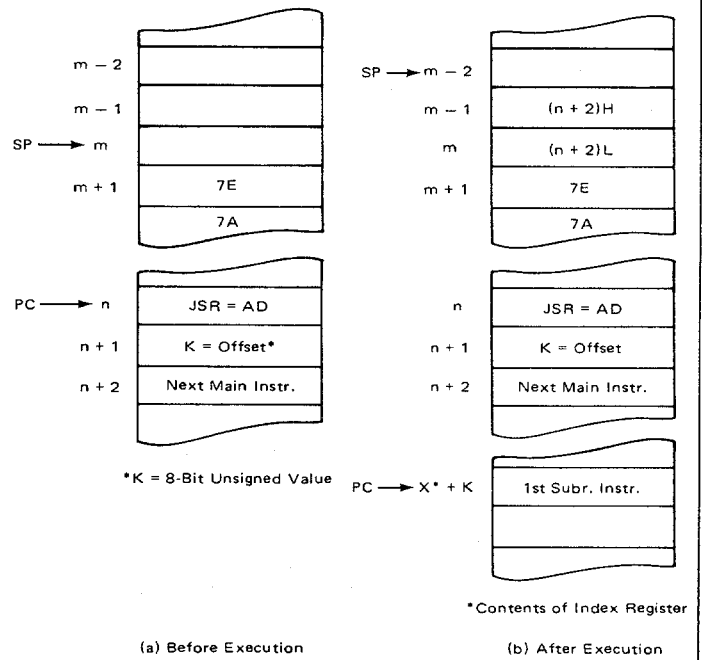 m − 2
m − 1
SP → m
m + 1
7E
7A
PC → n
JSR = AD
n + 1
K = Offset*
n + 2
Next Main Instr.
*K = 8-Bit Unsigned Value
(a) Before Execution
SP → m − 2
m − 1
(n + 2)H
m
(n + 2)L
m + 1
7E
7A
n
JSR = AD
n + 1
K = Offset
n + 2
Next Main Instr.
PC → X* + K
1st Subr. Instr.
*Contents of Index Register
(b) After Execution